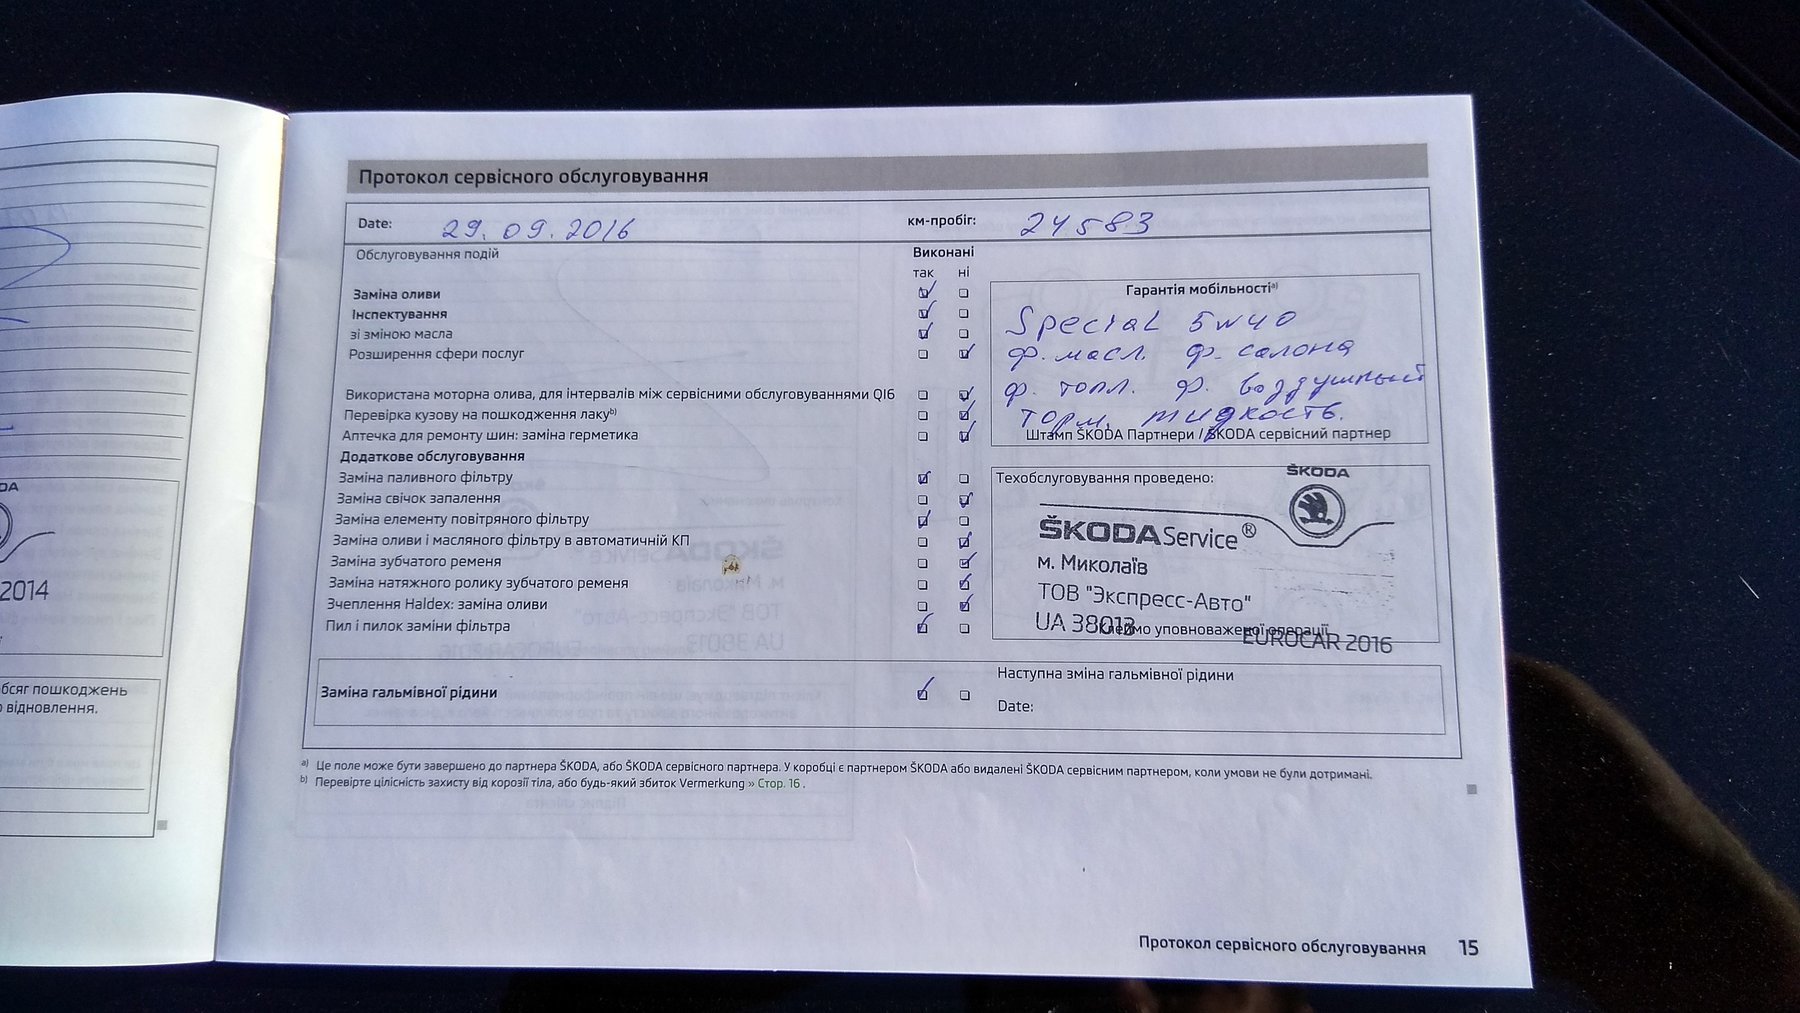 Протокол сервісного обслуговування
Date: 29.09.2016 км-пробіг: 24583
Обслуговування подій Виконані
так ні
Заміна оливи
Інспектування
зі зміною масла
Розширення сфери послуг
Використана моторна олива, для інтервалів між сервісними обслуговуваннями QI6
Перевірка кузову на пошкодження лаку b)
Аптечка для ремонту шин: заміна герметика
Додаткове обслуговування
Заміна паливного фільтру
Заміна свічок запалення
Заміна елементу повітряного фільтру
Заміна оливи і масляного фільтру в автоматичній КП
Заміна зубчатого ременя
Заміна натяжного ролику зубчатого ременя
Зчеплення Haldex: заміна оливи
Пил і пилок заміни фільтра
Гарантія мобільності a)
Special 5w40
ф. масл. ф. салона
ф. топл. ф. воздушный
торм. жидкость.
Штамп ŠKODA Партнери / ŠKODA сервісний партнер
Техобслуговування проведено:
ŠKODA
ŠKODA Service®
м. Миколаїв
ТОВ "Экспресс-Авто"
UA 38013
Клеймо уповноваженої операції
EUROCAR 2016
Заміна гальмівної рідини
Наступна зміна гальмівної рідини
Date:
a) Це поле може бути завершено до партнера ŠKODA, або ŠKODA сервісного партнера. У коробці є партнером ŠKODA або видалені ŠKODA сервісним партнером, коли умови не були дотримані.
b) Перевірте цілісність захисту від корозії тіла, або будь-який збиток Vermerkung » Стор. 16 .
Протокол сервісного обслуговування 15
2014
бсяг пошкоджень
відновлення.